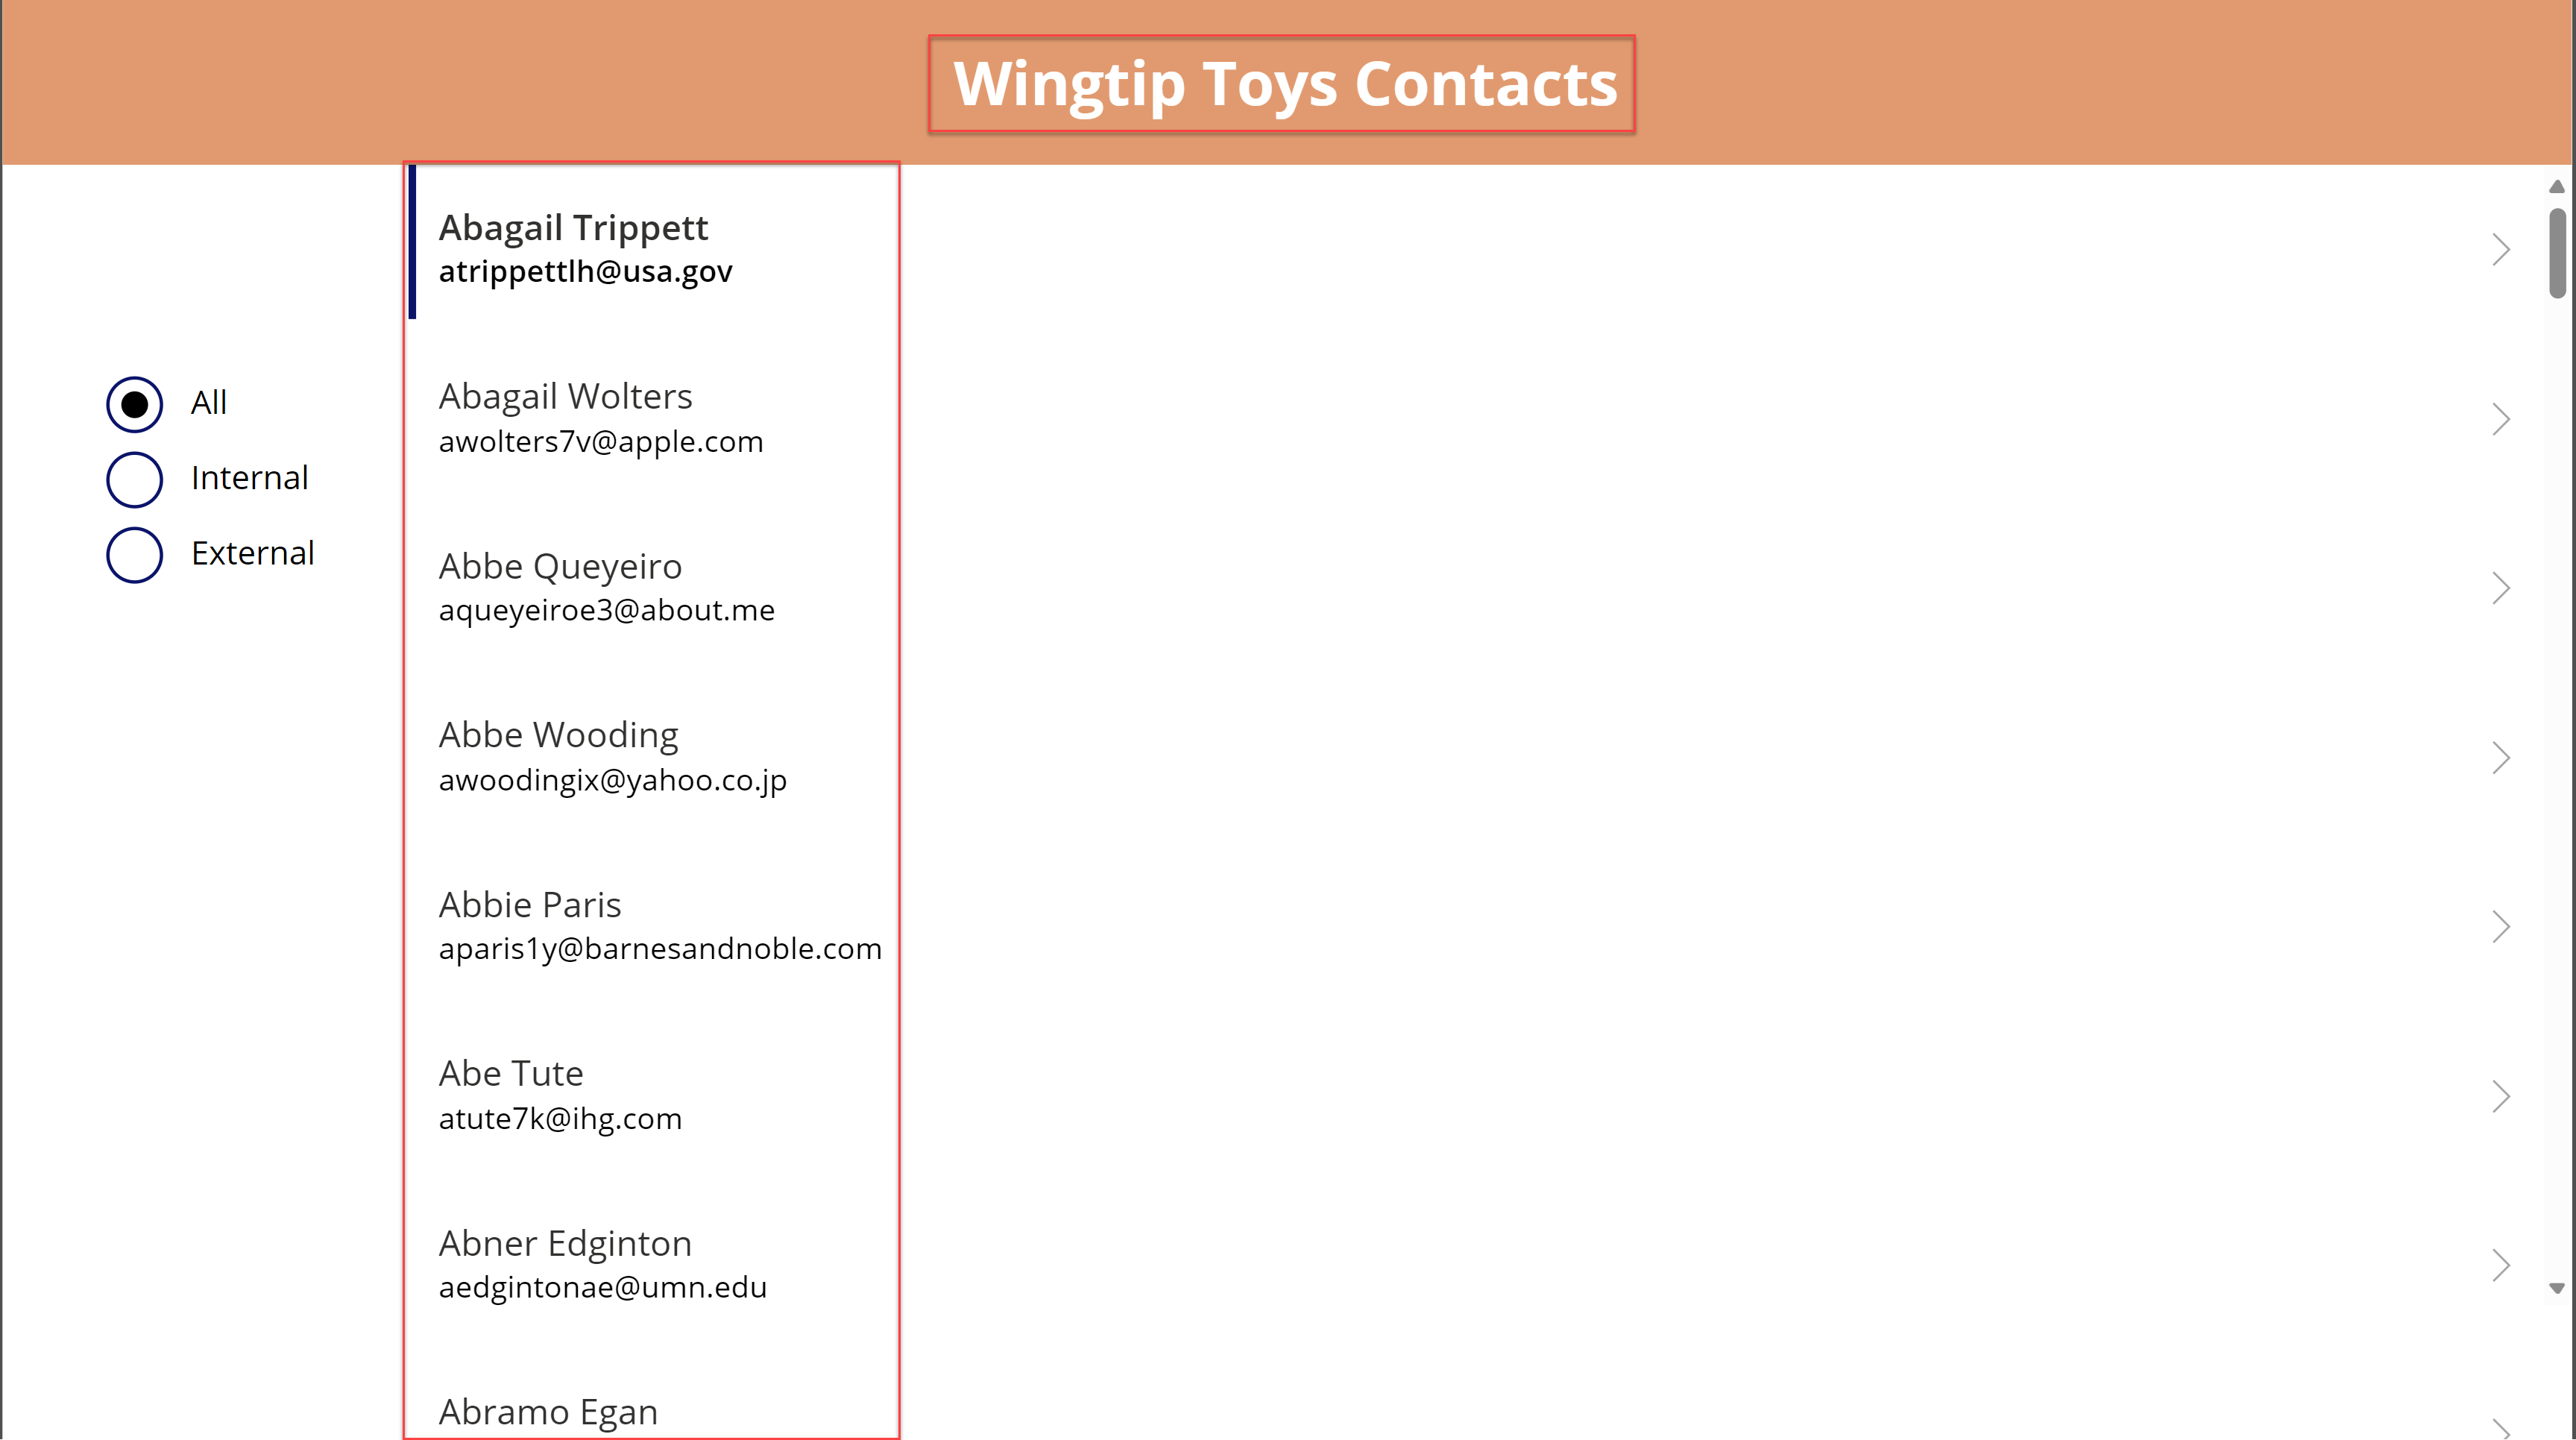 Wingtip Toys Contacts
All
Internal
External
Abagail Trippett
atrippettlh@usa.gov
Abagail Wolters
awolters7v@apple.com
Abbe Queyeiro
aqueyeiroe3@about.me
Abbe Wooding
awoodingix@yahoo.co.jp
Abbie Paris
aparis1y@barnesandnoble.com
Abe Tute
atute7k@ihg.com
Abner Edginton
aedgintonae@umn.edu
Abramo Egan